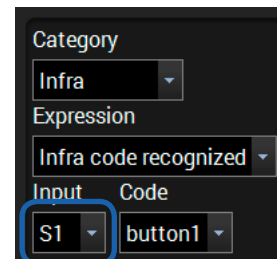 Category
Infra
Expression
Infra code recognized
Input Code
S1 button1